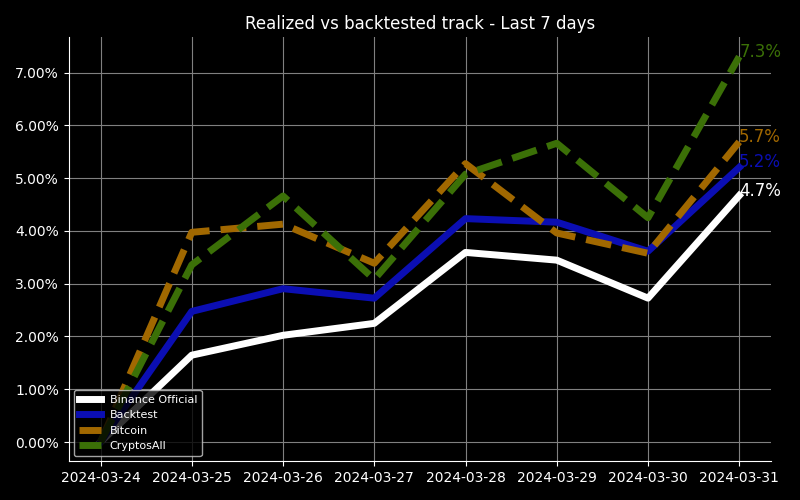 Realized vs backtested track - Last 7 days
7.3%
7.00%
6.00%
5.7%
5.2%
5.00%
4.7%
4.00%
3.00%
2.00%
1.00%
Binance Official
Backtest
Bitcoin
CryptosAll
0.00%
2024-03-24 2024-03-25 2024-03-26 2024-03-27 2024-03-28 2024-03-29 2024-03-30 2024-03-31